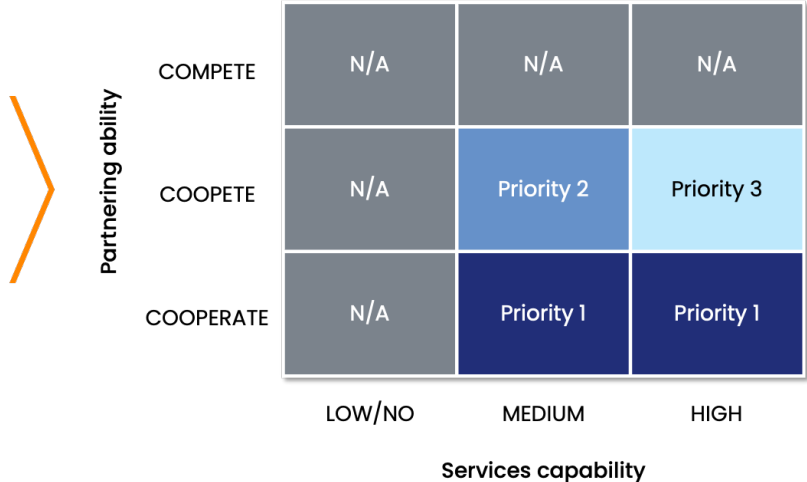 Partnering ability
COMPETE
N/A
N/A
N/A
COOPETE
N/A
Priority 2
Priority 3
COOPERATE
N/A
Priority 1
Priority 1
LOW/NO
MEDIUM
HIGH
Services capability